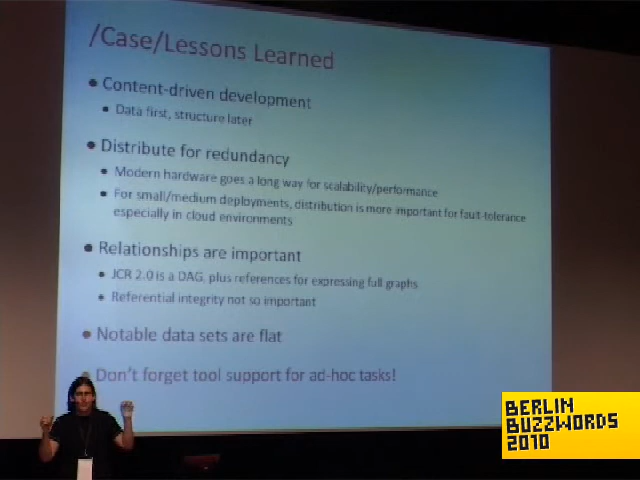 /Case/Lessons Learned
• Content-driven development
• Data first, structure later
• Distribute for redundancy
• Modern hardware goes a long way for scalability/performance
• For small/medium deployments, distribution is more important for fault-tolerance
especially in cloud environments
• Relationships are important
• JCR 2.0 is a DAG, plus references for expressing full graphs
• Referential integrity not so important
• Notable data sets are flat
• Don't forget tool support for ad-hoc tasks!
BERLIN
BUZZWORDS
2010